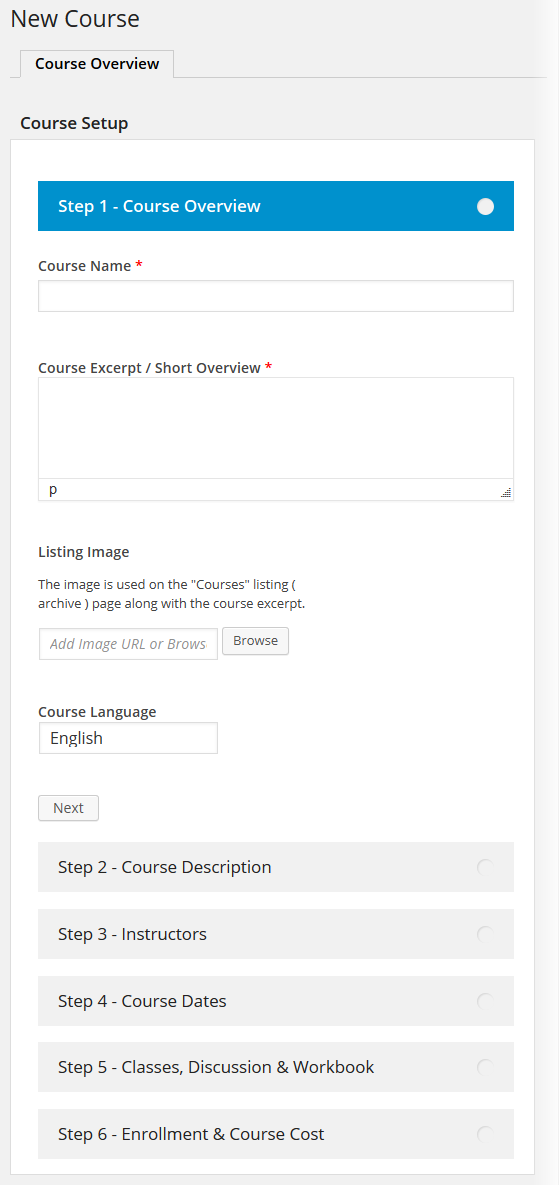 New Course
Course Overview
Course Setup
Step 1 - Course Overview
Course Name *
Course Excerpt / Short Overview *
p
Listing Image
The image is used on the "Courses" listing (
archive ) page along with the course excerpt.
Add Image URL or Brows
Browse
Course Language
English
Next
Step 2 - Course Description
Step 3 - Instructors
Step 4 - Course Dates
Step 5 - Classes, Discussion & Workbook
Step 6 - Enrollment & Course Cost